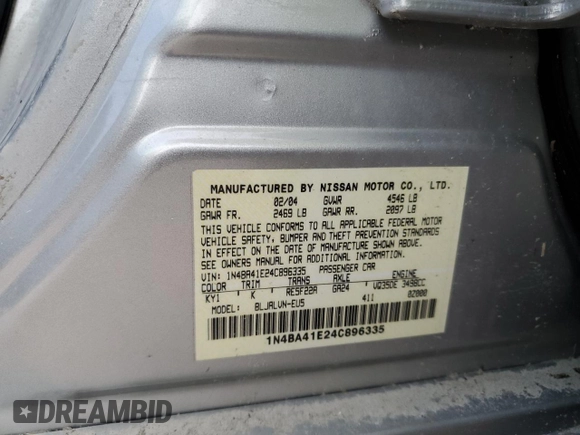 MANUFACTURED BY NISSAN MOTOR CO., LTD.
DATE 02/04 GVWR 4546 LB
GAWR FR. 2469 LB GAWR RR. 2097 LB
THIS VEHICLE CONFORMS TO ALL APPLICABLE FEDERAL MOTOR
VEHICLE SAFETY, BUMPER AND THEFT PREVENTION STANDARDS
IN EFFECT ON THE DATE OF MANUFACTURE SHOWN ABOVE. SEE
OWNERS MANUAL FOR ADDITIONAL INFORMATION.
VIN: 1N4BA41E24C896335 PASSENGER CAR
COLOR TRIM TRANS AXLE ENGINE
KY1 K RE5F22A GA24 VQ35DE 3498CC
MODEL: BLJALVN-EU5 411 02000
1N4BA41E24C896335
DREAMBID